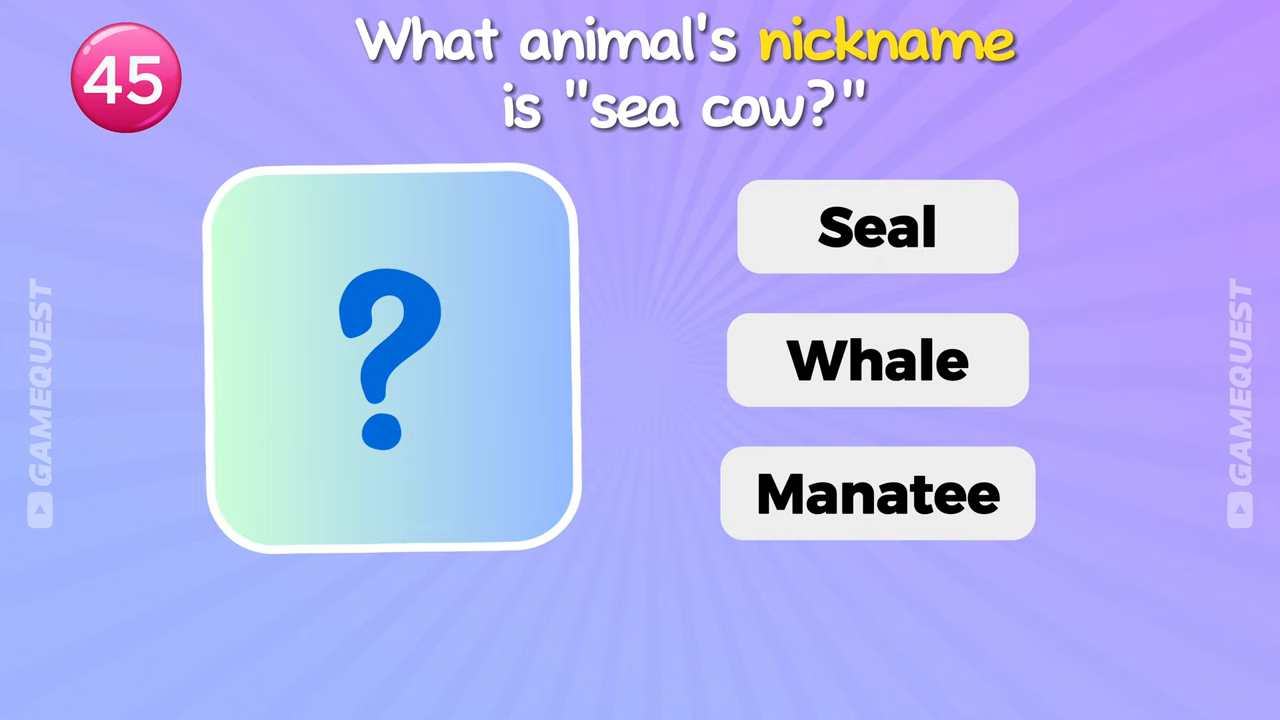 45
What animal's nickname
is "sea cow?"
?
Seal
Whale
Manatee
GAMEQUEST
GAMEQUEST